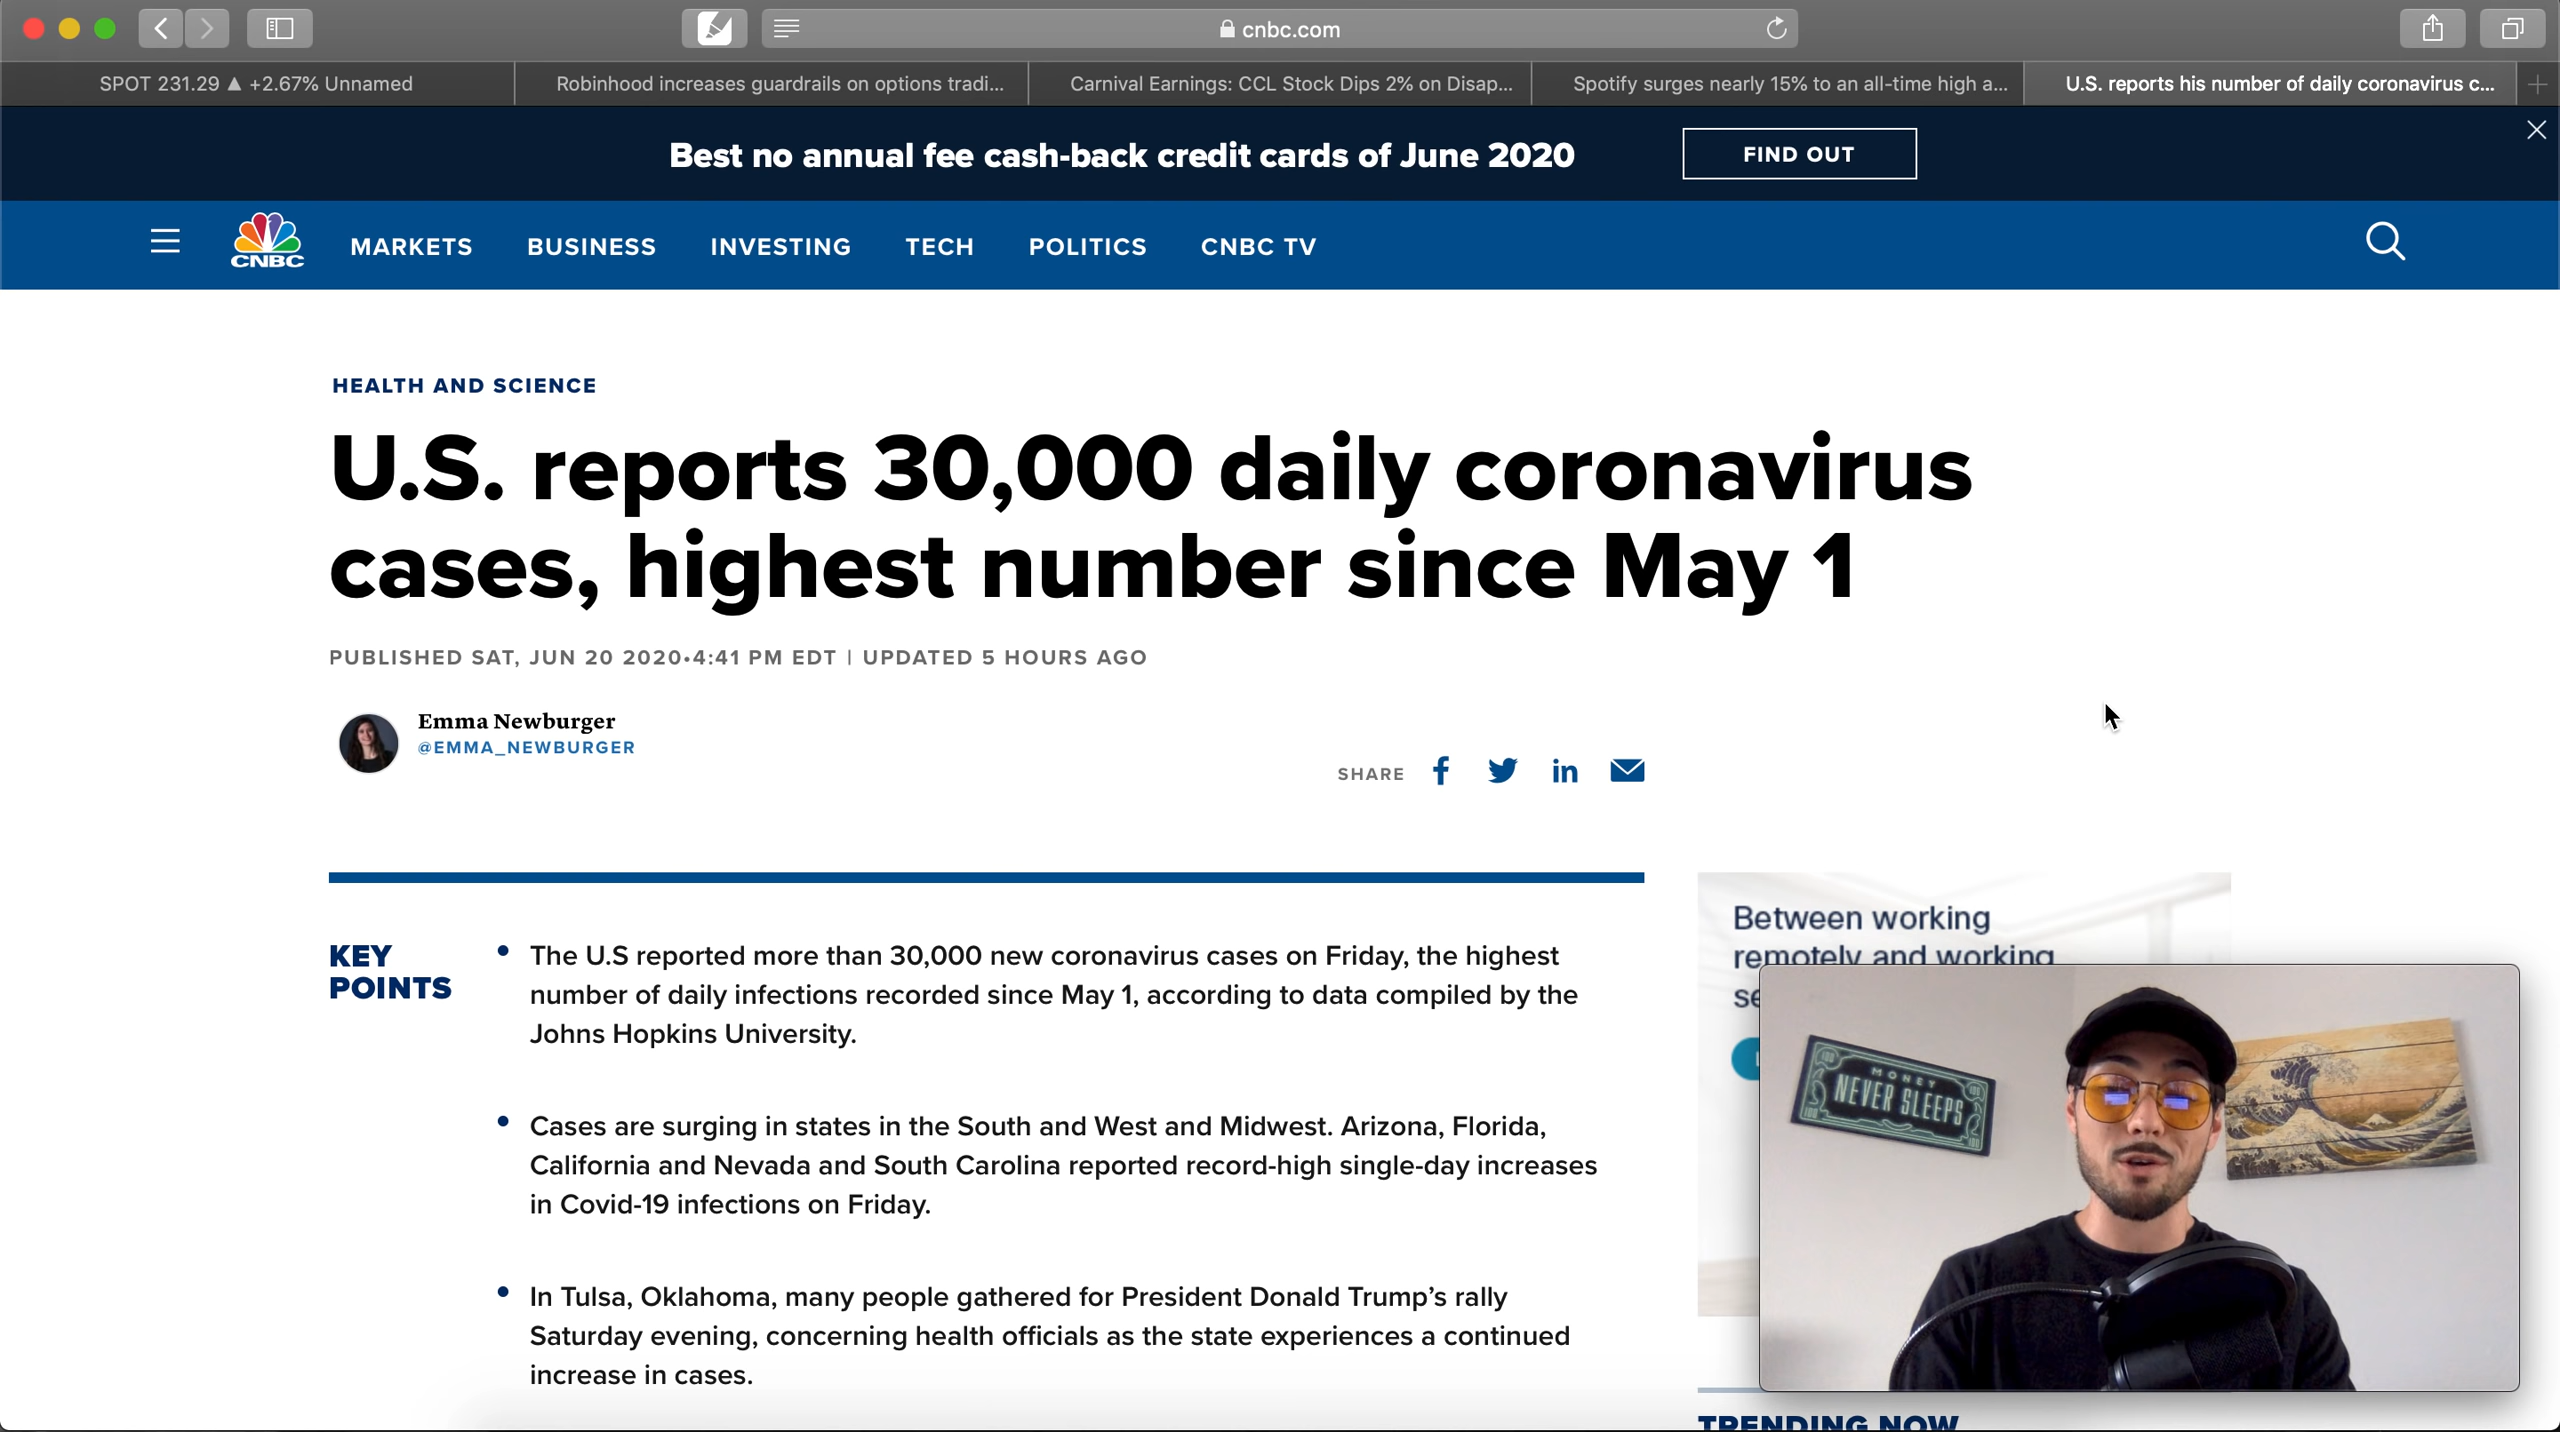 cnbc.com
SPOT 231.29 ▲ +2.67% Unnamed
Robinhood increases guardrails on options tradi...
Carnival Earnings: CCL Stock Dips 2% on Disap...
Spotify surges nearly 15% to an all-time high a...
U.S. reports his number of daily coronavirus c...
Best no annual fee cash-back credit cards of June 2020
FIND OUT
CNBC
MARKETS
BUSINESS
INVESTING
TECH
POLITICS
CNBC TV
HEALTH AND SCIENCE
U.S. reports 30,000 daily coronavirus
cases, highest number since May 1
PUBLISHED SAT, JUN 20 2020•4:41 PM EDT | UPDATED 5 HOURS AGO
Emma Newburger
@EMMA_NEWBURGER
SHARE
KEY
POINTS
• The U.S reported more than 30,000 new coronavirus cases on Friday, the highest
number of daily infections recorded since May 1, according to data compiled by the
Johns Hopkins University.
• Cases are surging in states in the South and West and Midwest. Arizona, Florida,
California and Nevada and South Carolina reported record-high single-day increases
in Covid-19 infections on Friday.
• In Tulsa, Oklahoma, many people gathered for President Donald Trump’s rally
Saturday evening, concerning health officials as the state experiences a continued
increase in cases.
Between working
remotely and working
MONEY
NEVER SLEEPS
100
100
100
100
TRENDING NOW